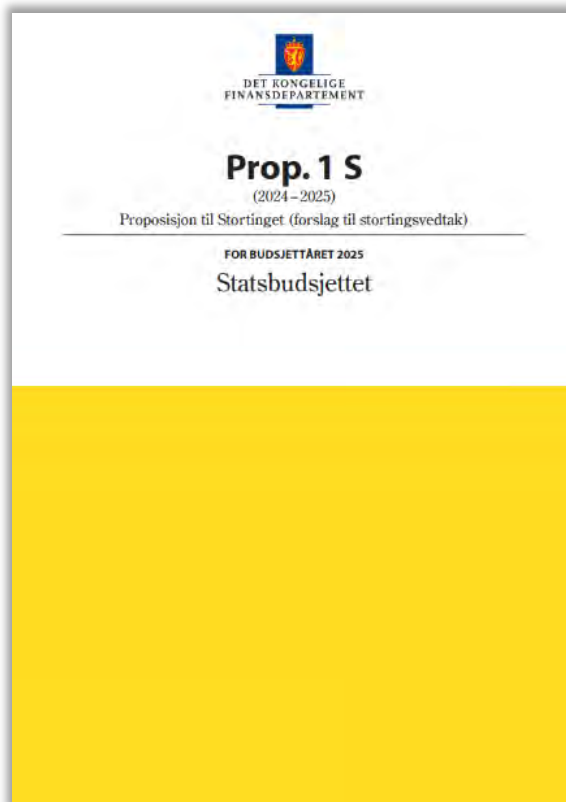 DET KONGELIGE
FINANSDEPARTEMENT
Prop. 1 S
(2024–2025)
Proposisjon til Stortinget (forslag til stortingsvedtak)
FOR BUDSJETTÅRET 2025
Statsbudsjettet